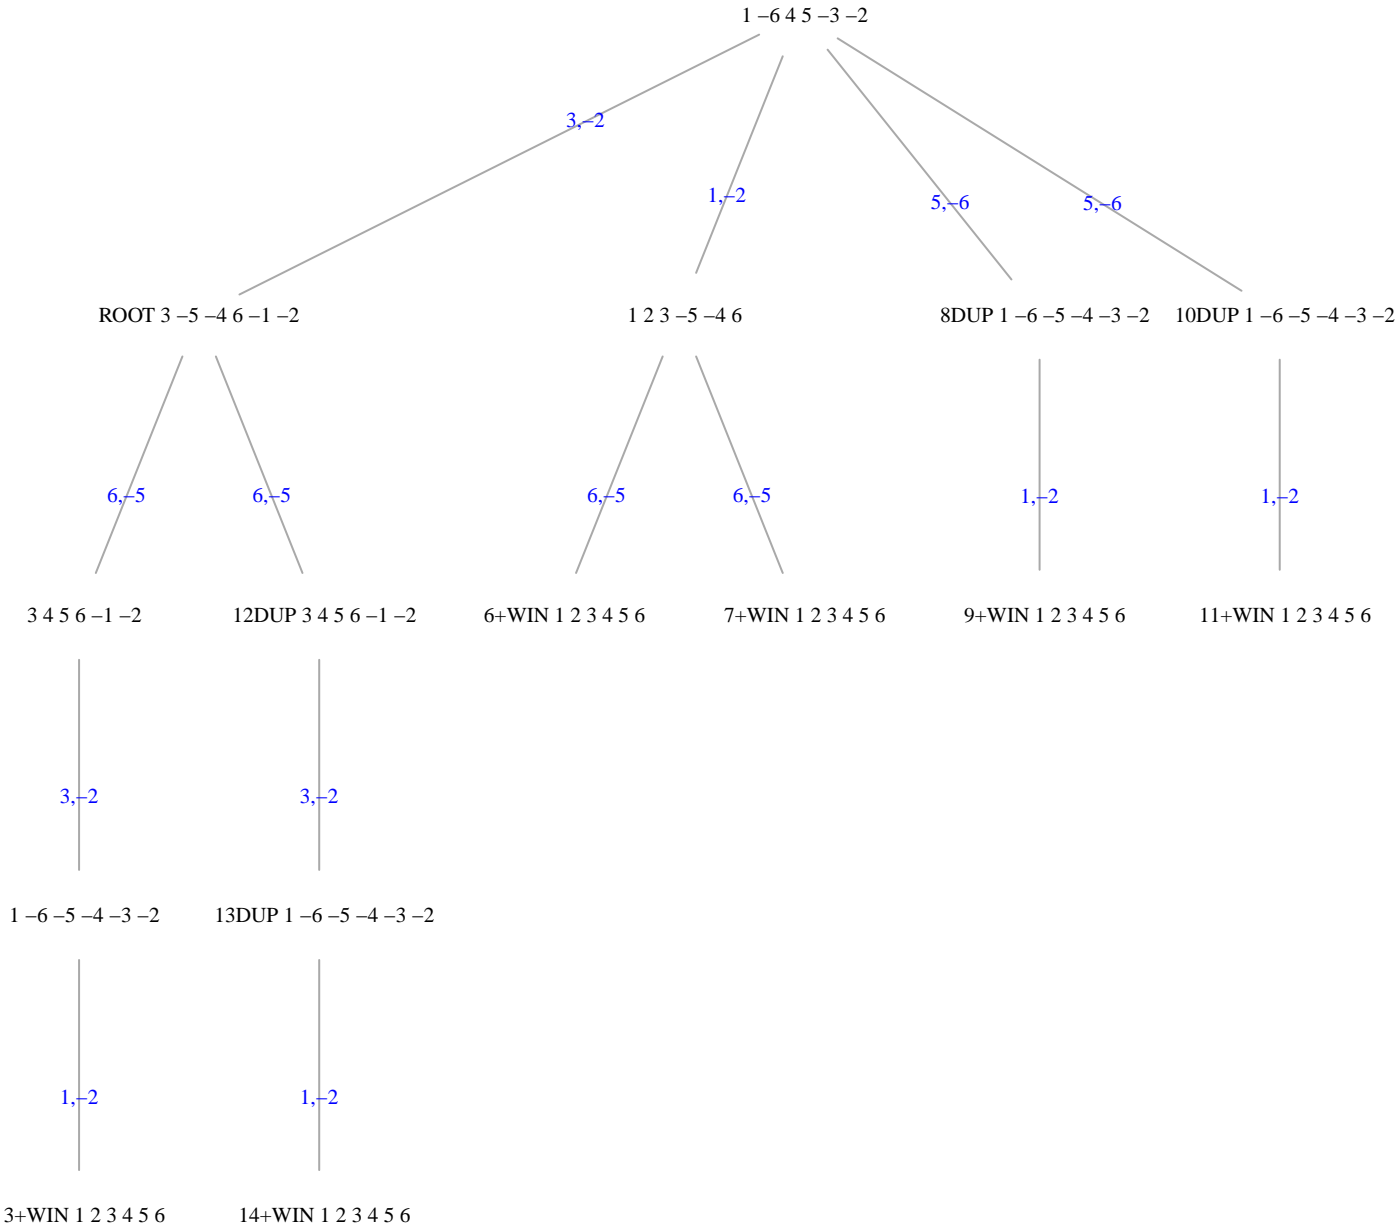 1 –6 4 5 –3 –2
3,–2
1,–2
5,–6
5,–6
ROOT 3 –5 –4 6 –1 –2
1 2 3 –5 –4 6
8DUP 1 –6 –5 –4 –3 –2
10DUP 1 –6 –5 –4 –3 –2
6,–5
6,–5
6,–5
6,–5
1,–2
1,–2
3 4 5 6 –1 –2
12DUP 3 4 5 6 –1 –2
6+WIN 1 2 3 4 5 6
7+WIN 1 2 3 4 5 6
9+WIN 1 2 3 4 5 6
11+WIN 1 2 3 4 5 6
3,–2
3,–2
1 –6 –5 –4 –3 –2
13DUP 1 –6 –5 –4 –3 –2
1,–2
1,–2
3+WIN 1 2 3 4 5 6
14+WIN 1 2 3 4 5 6